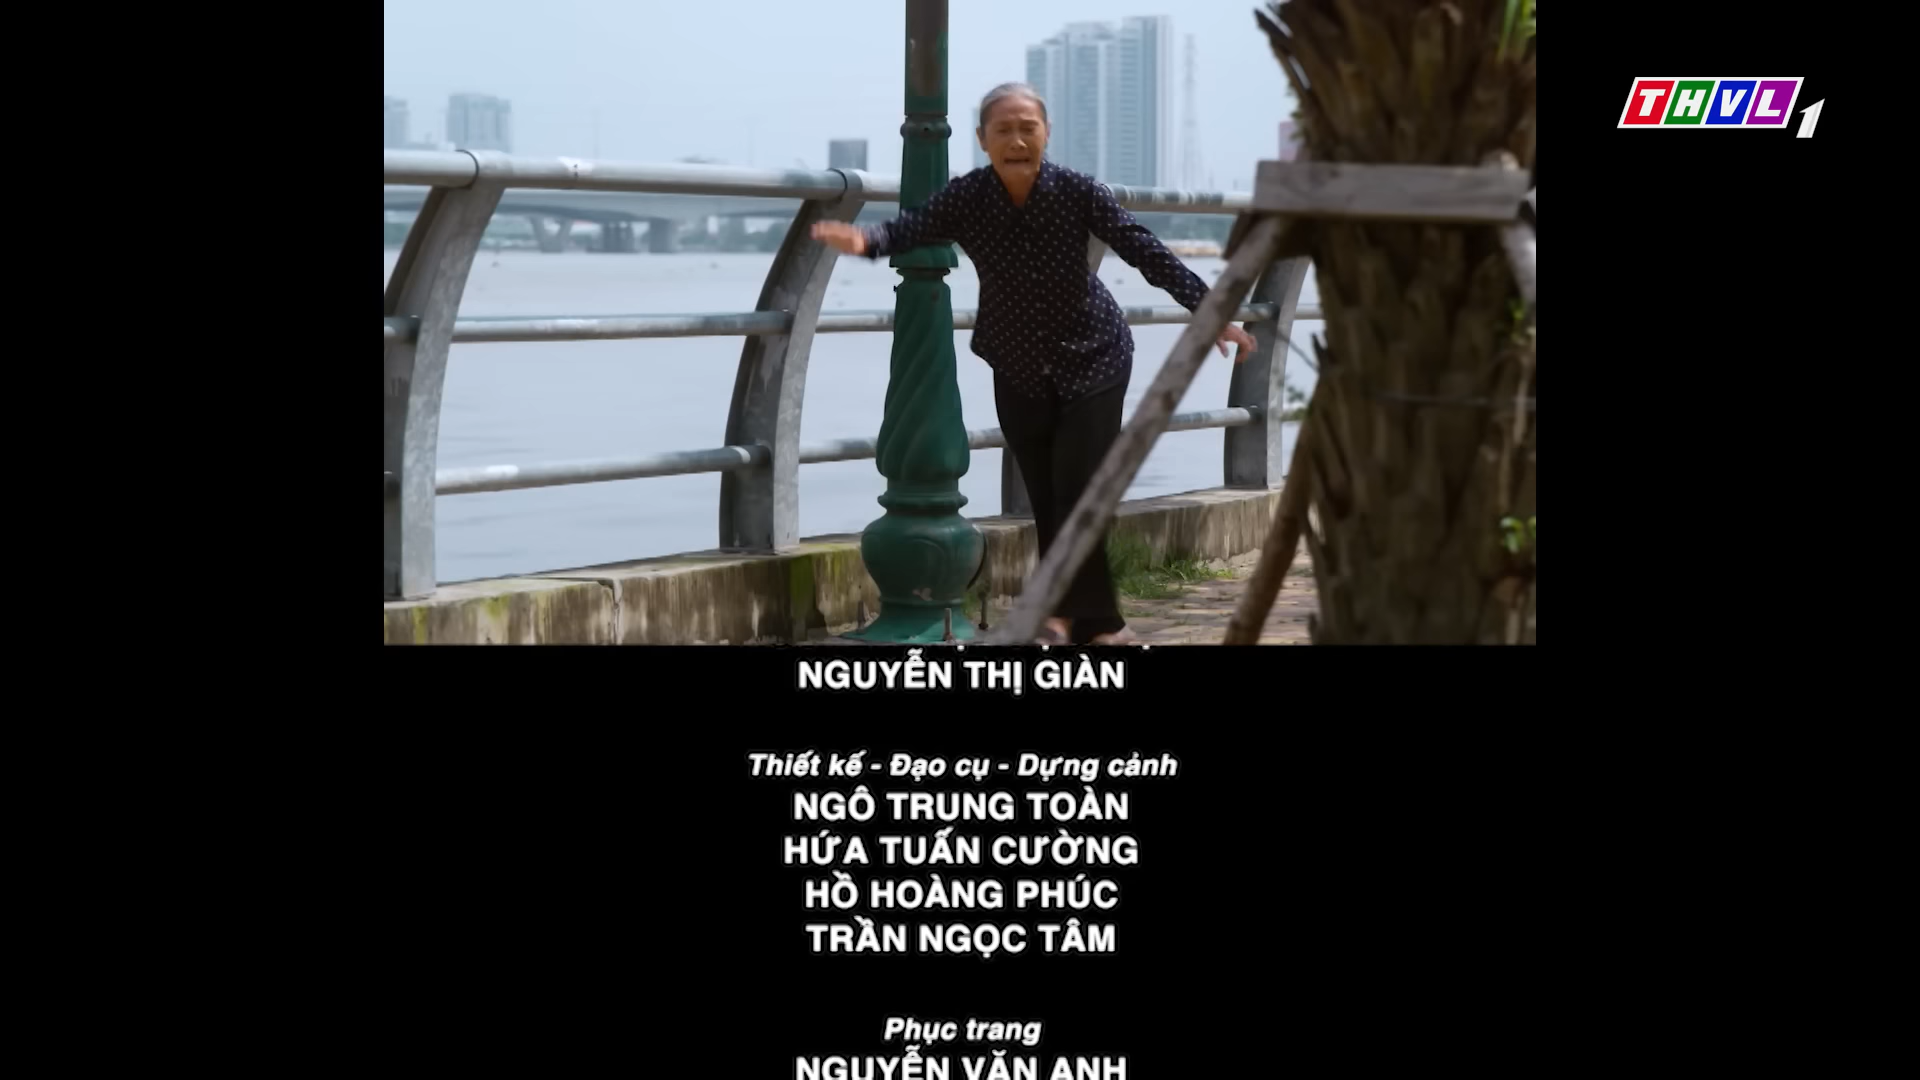 THVL1
NGUYỄN THỊ GIÀN
Thiết kế - Đạo cụ - Dựng cảnh
NGÔ TRUNG TOÀN
HỨA TUẤN CƯỜNG
HỒ HOÀNG PHÚC
TRẦN NGỌC TÂM
Phục trang
NGUYỄN VĂN ANH